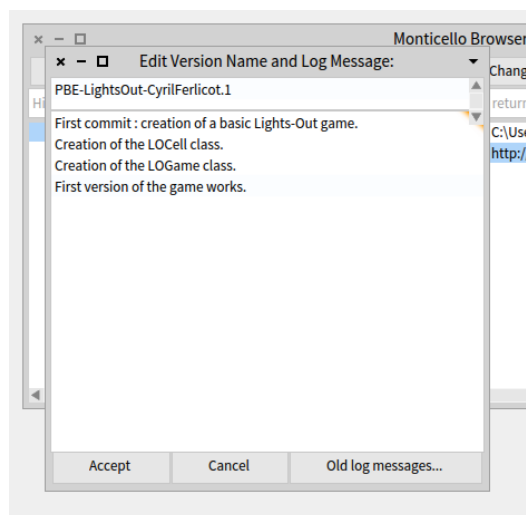 Monticello Browser
Edit Version Name and Log Message:
Chang
PBE-LightsOut-CyrilFerlicot.1
Hi
return
First commit : creation of a basic Lights-Out game.
C:\Use
Creation of the LOCell class.
http:/
Creation of the LOGame class.
First version of the game works.
Accept
Cancel
Old log messages...